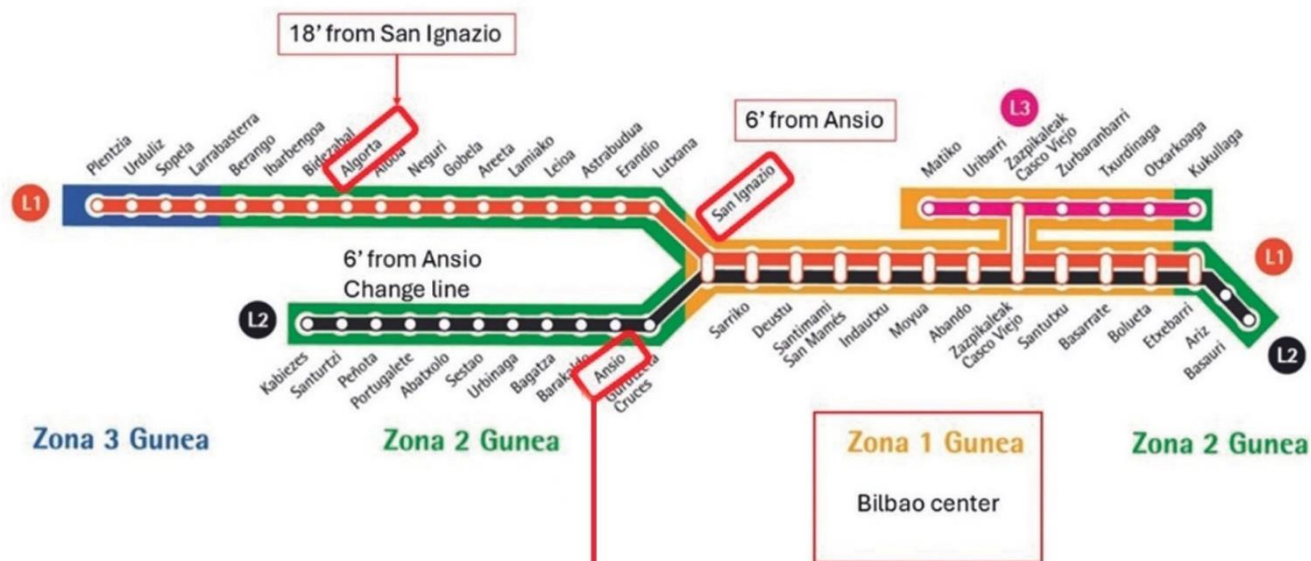 18' from San Ignazio
6' from Ansio
L3
Plentzia
Urduliz
Sopela
Larrabasterra
Berango
Ibarbengoa
Bidezabal
Algorta
Neguri
Gobela
Areeta
Lamiako
Leioa
Astrabudua
Erandio
Lutxana
San Ignazio
Matiko
Uribarri
Zazpikaleak
Casco Viejo
Zurbaranbarri
Txurdinaga
Otxarkoaga
Kukullaga
L1
6' from Ansio
Change line
L1
L2
Kabiezes
Santurtzi
Peñota
Portugalete
Abatxolo
Sestao
Urbinaga
Bagatza
Barakaldo
Ansio
Gurutzeta
Cruces
Sarriko
Deustu
Santimami
San Mamés
Indautxu
Moyua
Abando
Zazpikaleak
Casco Viejo
Santutxu
Basarrate
Bolueta
Etxebarri
Ariz
Basauri
L2
Zona 3 Gunea
Zona 2 Gunea
Zona 1 Gunea
Zona 2 Gunea
Bilbao center